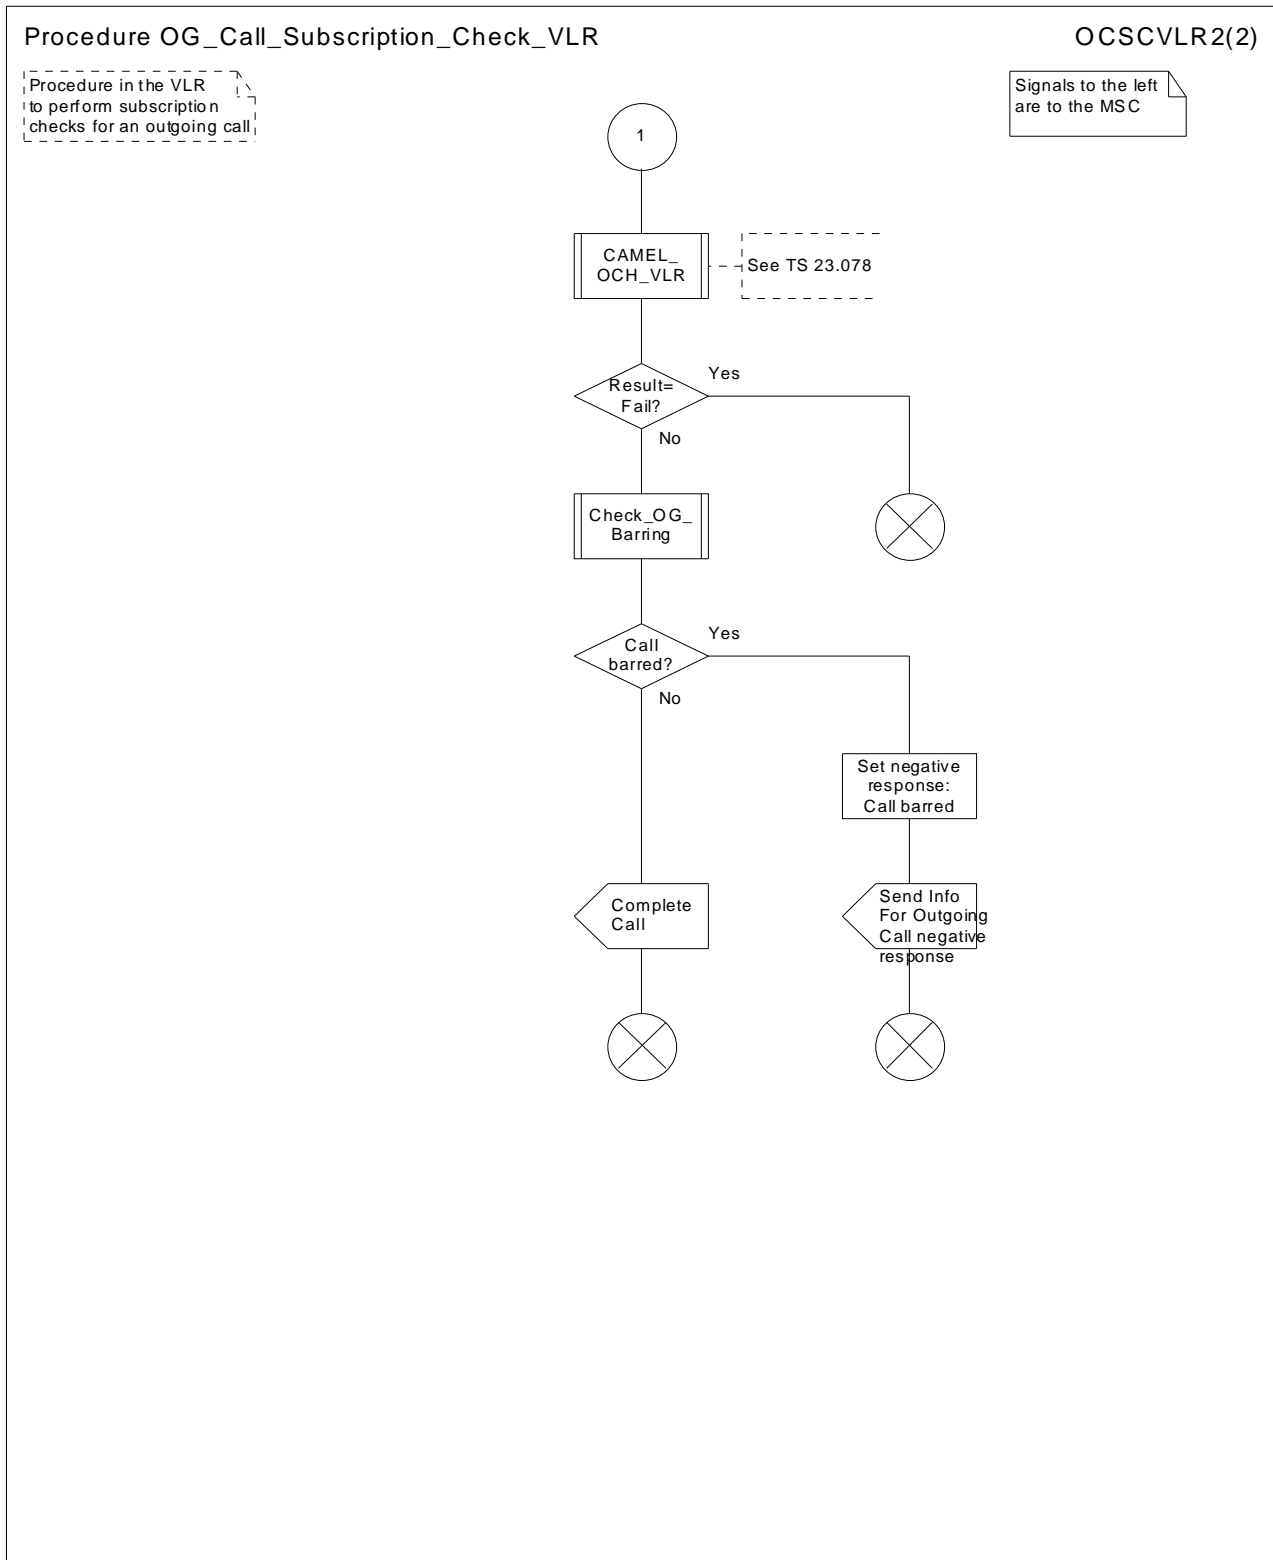 Procedure OG_Call_Subscription_Check_VLR
OCSCVLR2(2)
Procedure in the VLR
to perform subscription
checks for an outgoing call
Signals to the left
are to the MSC
1
CAMEL_
OCH_VLR
See TS 23.078
Result=
Fail?
Yes
No
Check_OG_
Barring
Call
barred?
Yes
No
Set negative
response:
Call barred
Complete
Call
Send Info
For Outgoing
Call negative
response